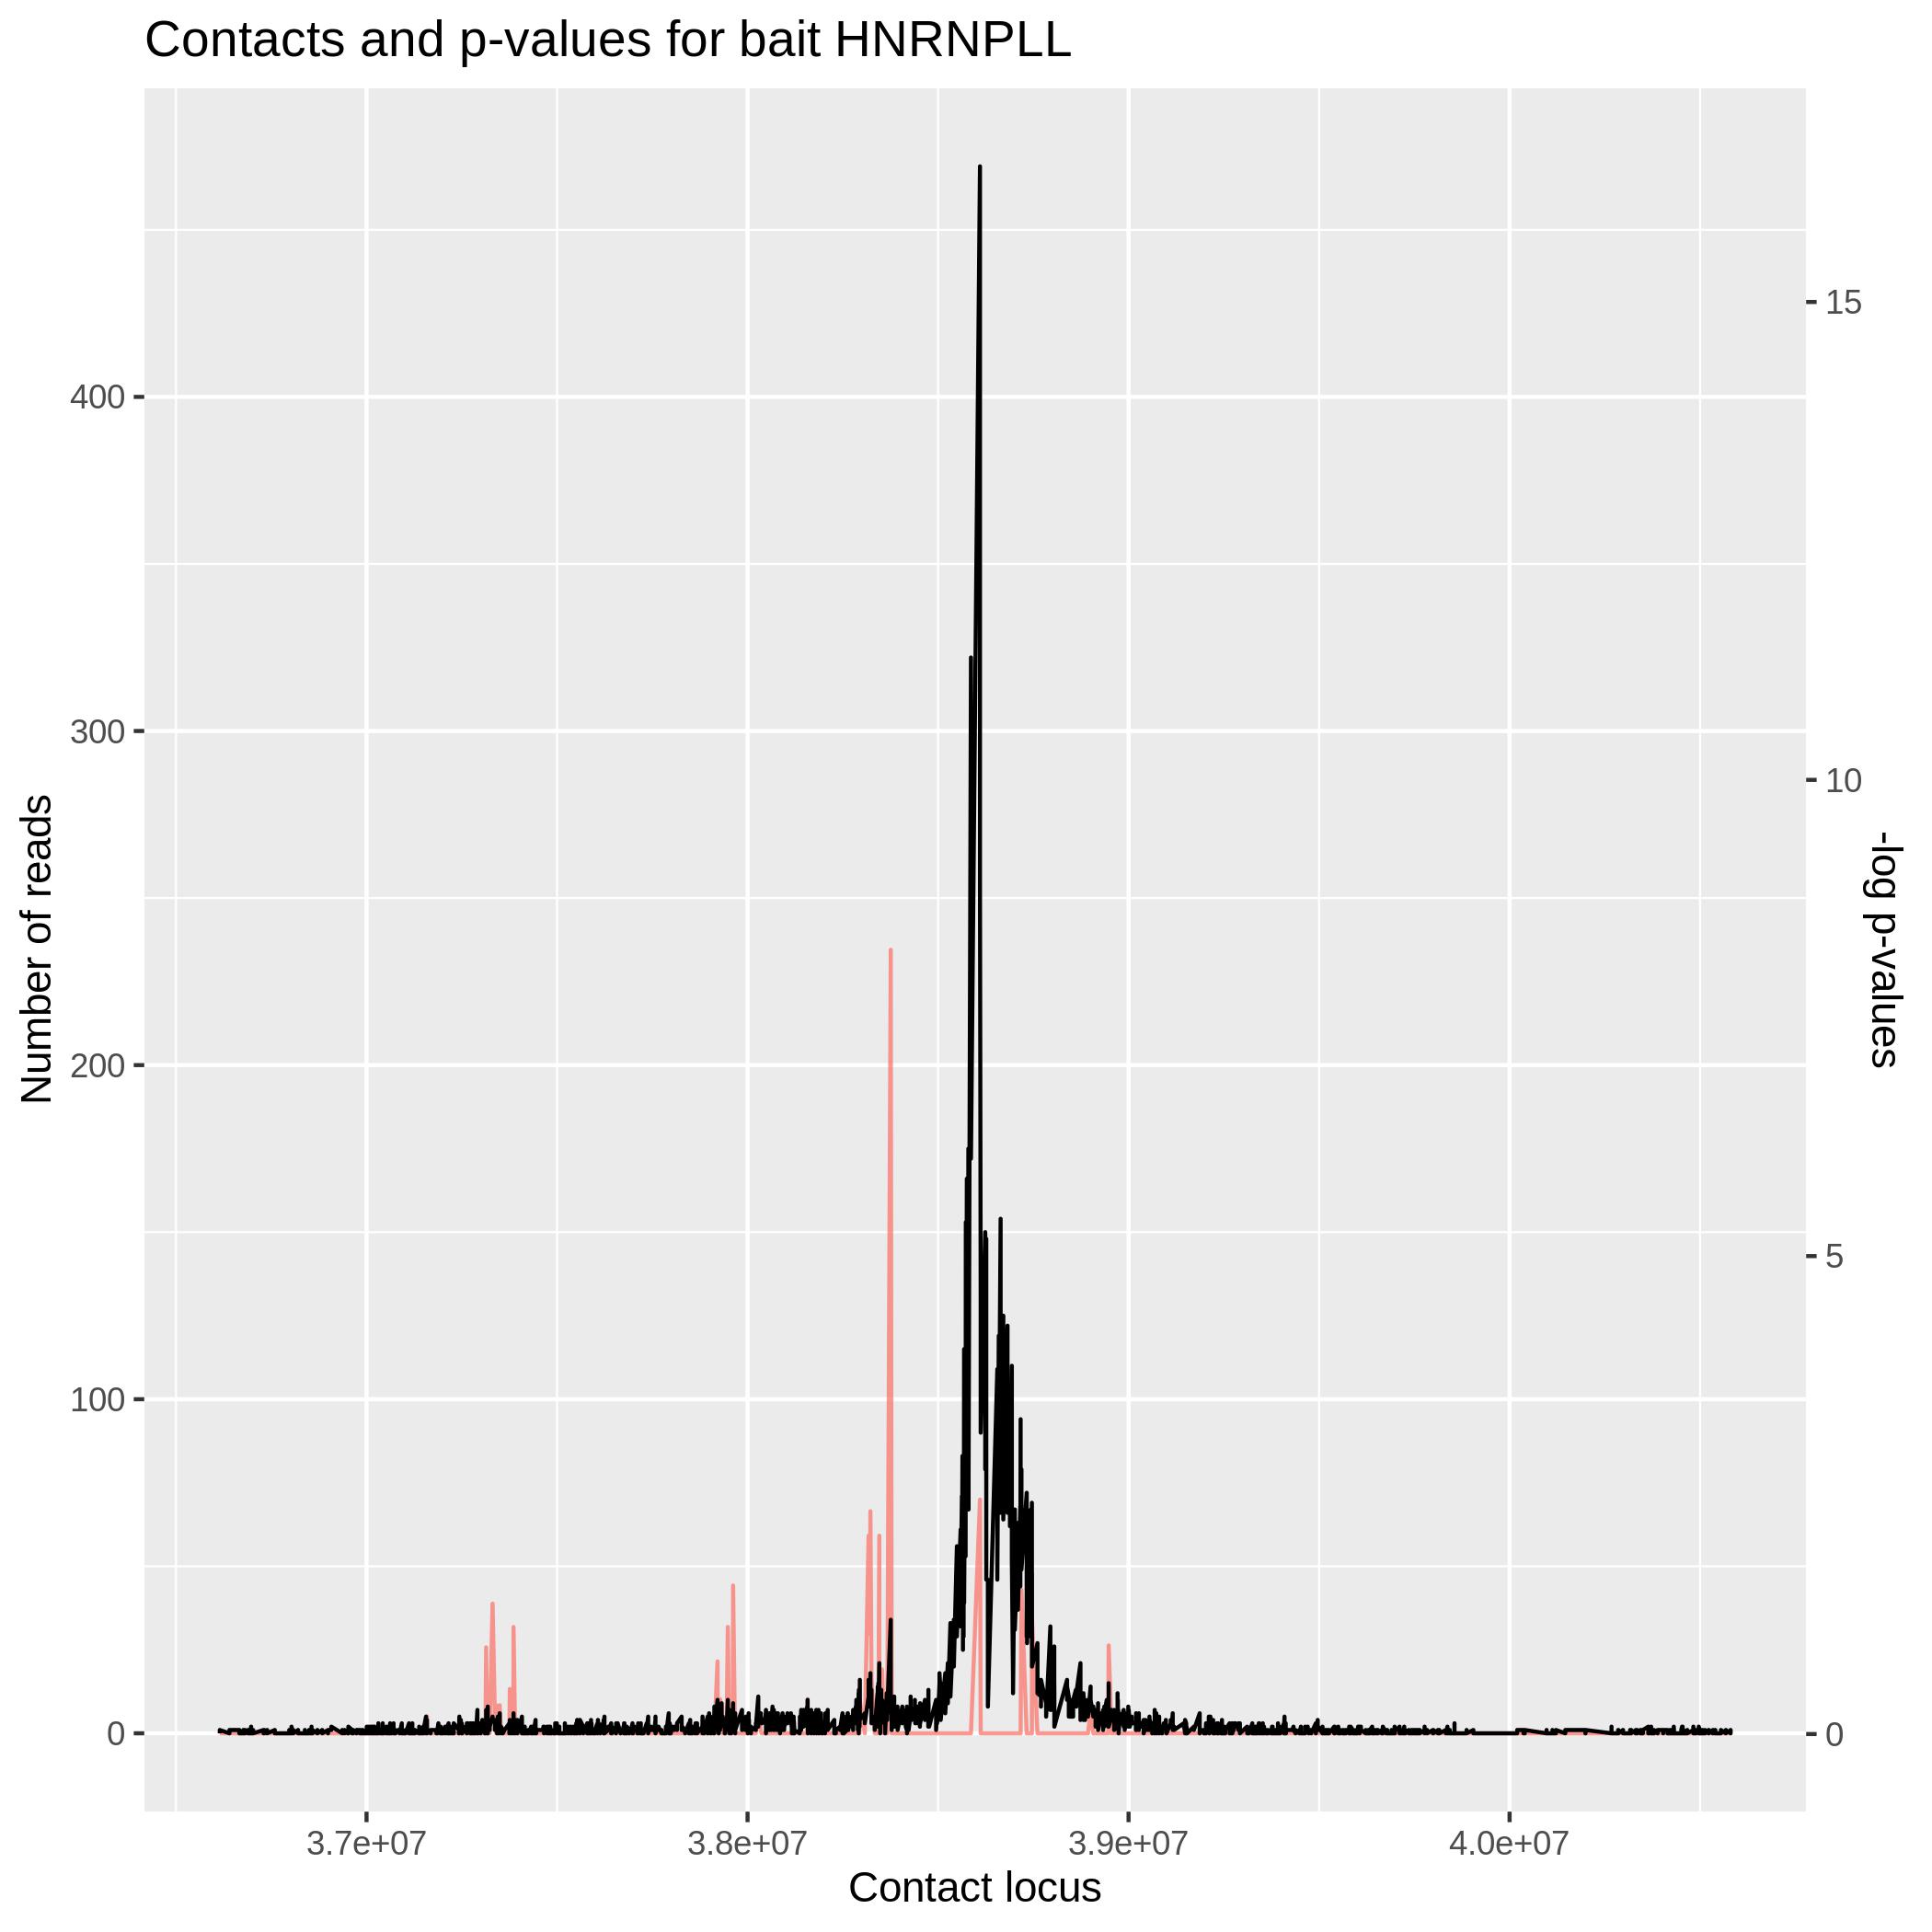 Contacts and p-values for bait HNRNPLL
Number of reads
400
300
200
100
0
15
10
5
0
-log p-values
3.7e+07 3.8e+07 3.9e+07 4.0e+07
Contact locus